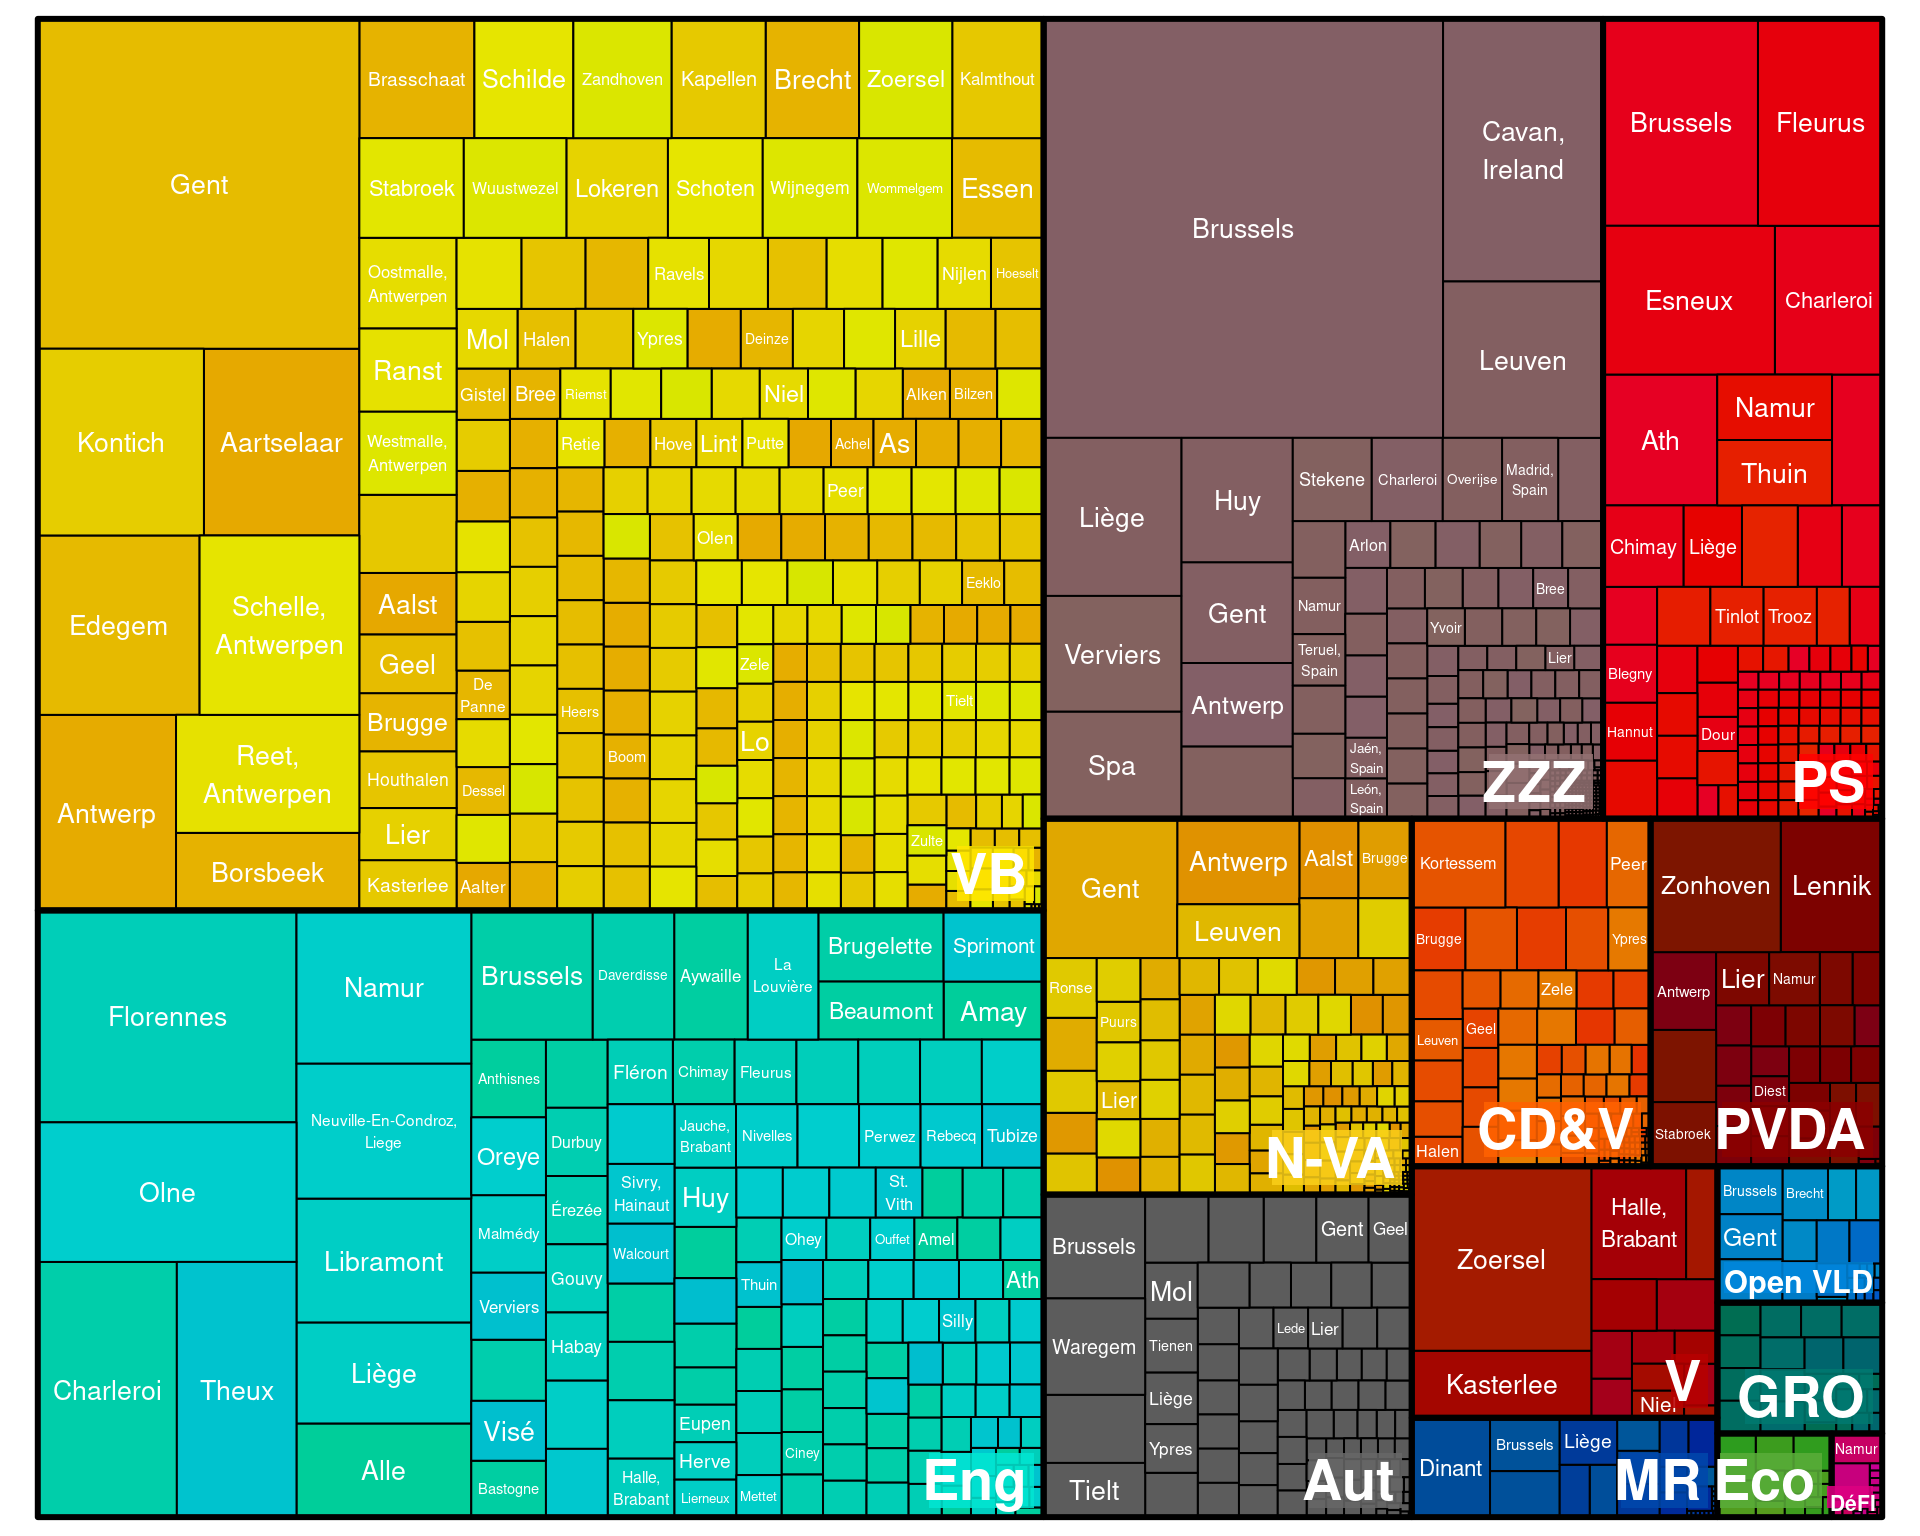 Gent
Brasschaat
Schilde
Zandhoven
Kapellen
Brecht
Zoersel
Kalmthout
Stabroek
Wuustwezel
Lokeren
Schoten
Wijnegem
Wommelgem
Essen
Oostmalle,
Antwerpen
Ravels
Nijlen
Hoeselt
Mol
Halen
Ypres
Deinze
Lille
Ranst
Gistel
Bree
Riemst
Niel
Alken
Bilzen
Kontich
Aartselaar
Westmalle,
Antwerpen
Retie
Hove
Lint
Putte
Achel
As
Peer
Olen
Eeklo
Edegem
Schelle,
Antwerpen
Aalst
Geel
Zele
De
Panne
Heers
Tielt
Brugge
Lo
Boom
Antwerp
Reet,
Antwerpen
Houthalen
Dessel
Lier
Zulte
Borsbeek
Kasterlee
Aalter
VB
Brussels
Cavan,
Ireland
Leuven
Liège
Huy
Stekene
Charleroi
Overijse
Madrid,
Spain
Arlon
Bree
Gent
Namur
Yvoir
Verviers
Teruel,
Spain
Lier
Antwerp
Spa
Jaén,
Spain
León,
Spain
ZZZ
Brussels
Fleurus
Esneux
Charleroi
Ath
Namur
Thuin
Chimay
Liège
Tinlot
Trooz
Blegny
Hannut
Dour
PS
Florennes
Namur
Brussels
Daverdisse
Aywaille
La
Louvière
Brugelette
Sprimont
Beaumont
Amay
Neuville-En-Condroz,
Liege
Anthisnes
Fléron
Chimay
Fleurus
Durbuy
Jauche,
Brabant
Nivelles
Perwez
Rebecq
Tubize
Olne
Oreye
Sivry,
Hainaut
Huy
St.
Vith
Érezée
Libramont
Malmédy
Walcourt
Ohey
Ouffet
Amel
Gouvy
Thuin
Ath
Verviers
Silly
Habay
Charleroi
Theux
Liège
Visé
Eupen
Alle
Herve
Ciney
Bastogne
Halle,
Brabant
Lierneux
Mettet
Eng
Gent
Antwerp
Aalst
Brugge
Leuven
Ronse
Puurs
Lier
N-VA
Kortessem
Peer
Brugge
Ypres
Zele
Leuven
Geel
Halen
CD&V
Zonhoven
Lennik
Antwerp
Lier
Namur
Diest
Stabroek
PVDA
Brussels
Gent
Geel
Mol
Waregem
Tienen
Lede
Lier
Liège
Ypres
Tielt
Aut
Zoersel
Halle,
Brabant
Kasterlee
V
Brussels
Brecht
Gent
Open VLD
GRO
Dinant
Brussels
Liège
MR
Eco
Namur
DéFI